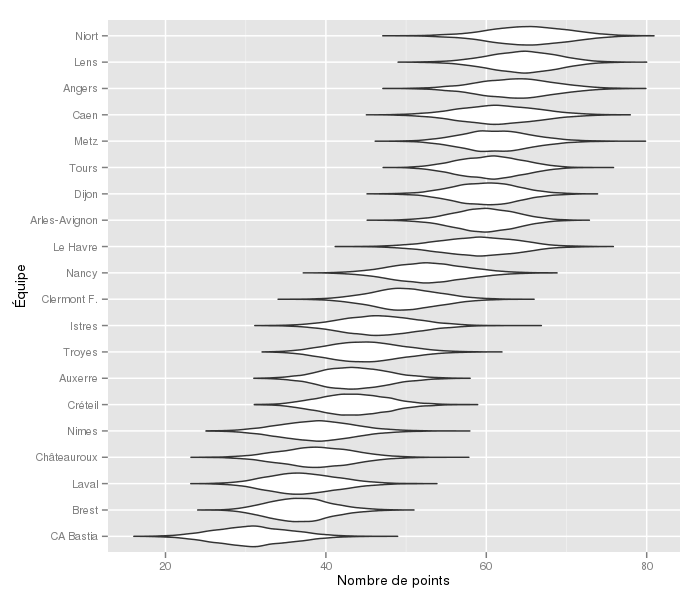 Niort
Lens
Angers
Caen
Metz
Tours
Dijon
Arles-Avignon
Le Havre
Nancy
Clermont F.
Istres
Troyes
Auxerre
Créteil
Nimes
Châteauroux
Laval
Brest
CA Bastia
Équipe
20 40 60 80
Nombre de points